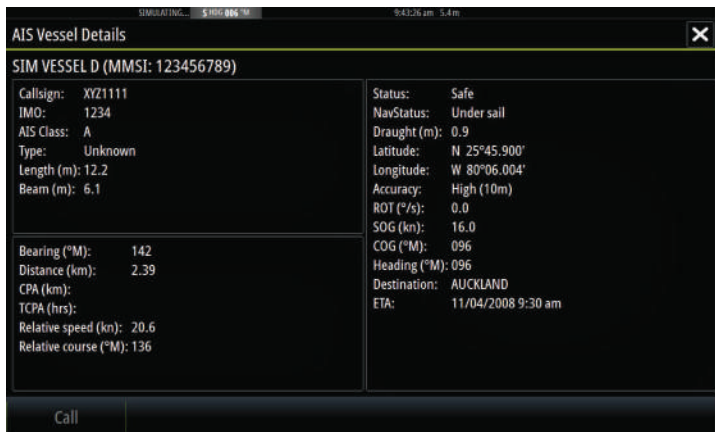 SIMULATING... S HDG 006 °M 9:43:26 am 5.4 m
AIS Vessel Details
SIM VESSEL D (MMSI: 123456789)
Callsign: XYZ1111
IMO: 1234
AIS Class: A
Type: Unknown
Length (m): 12.2
Beam (m): 6.1
Bearing (°M): 142
Distance (km): 2.39
CPA (km):
TCPA (hrs):
Relative speed (kn): 20.6
Relative course (°M): 136
Status: Safe
NavStatus: Under sail
Draught (m): 0.9
Latitude: N 25°45.900'
Longitude: W 80°06.004'
Accuracy: High (10m)
ROT (°/s): 0.0
SOG (kn): 16.0
COG (°M): 096
Heading (°M): 096
Destination: AUCKLAND
ETA: 11/04/2008 9:30 am
Call